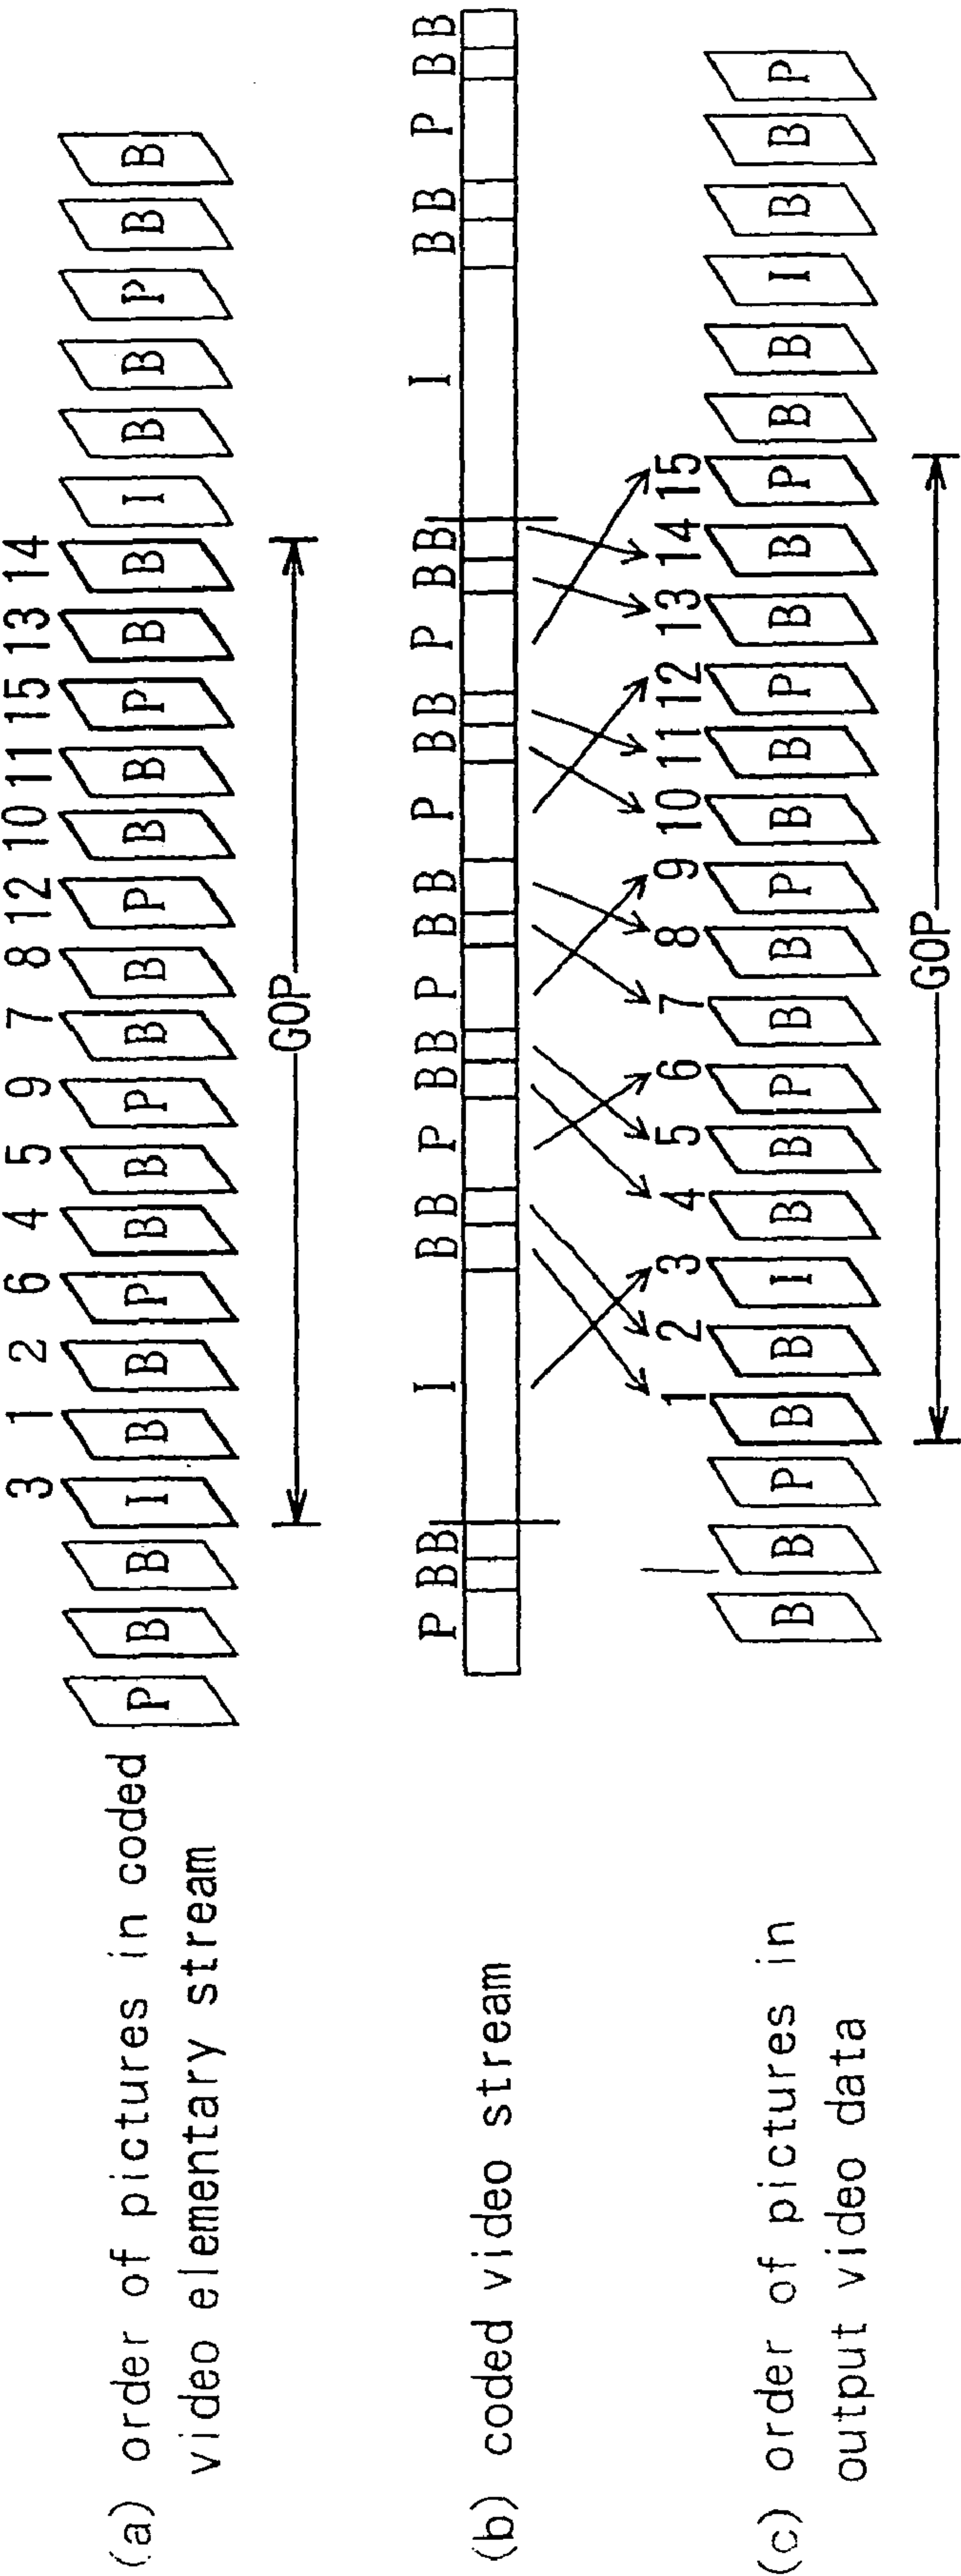 3 1 2 6 4 5 9 7 8 12 10 11 15 13 14
(a) order of pictures in coded
video elementary stream
P B B I B B P B B P B B P B B P B B I B B P B B
GOP
(b) coded video stream
P B B I B B P B B P B B P B B P B B I B B P B B
1 2 3 4 5 6 7 8 9 10 11 12 13 14 15
(c) order of pictures in
output video data
B B P B B I B B P B B P B B P B B P B B I B B P
GOP